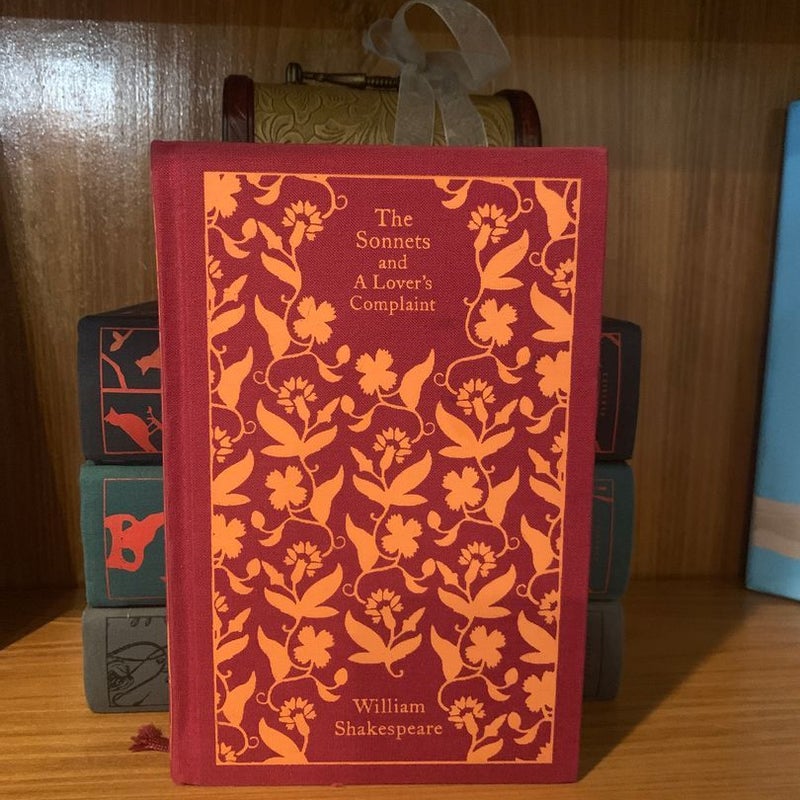 The
Sonnets
and
A Lover's
Complaint
William
Shakespeare